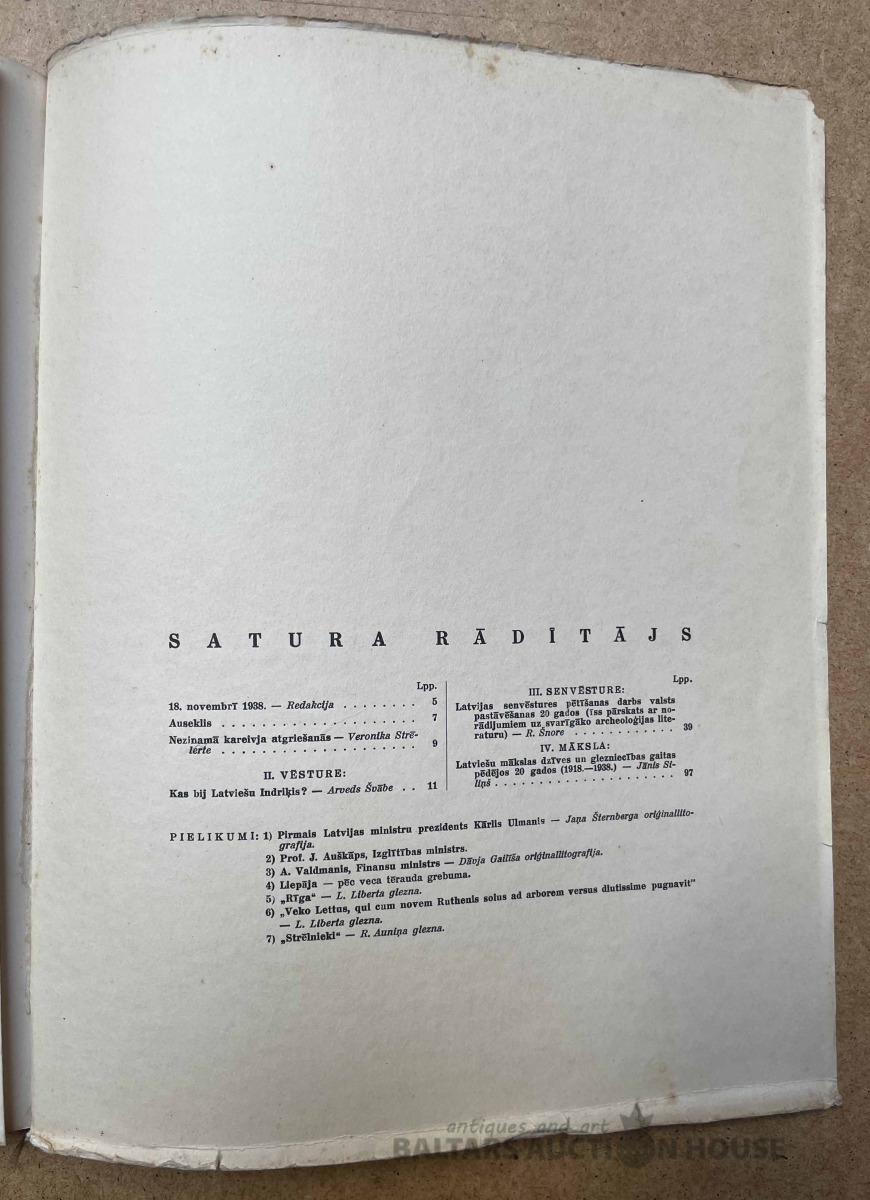 SATURA RĀDĪTĀJS
Lpp.
18. novembrī 1938. — Redakcija . . . . . . . . 5
Auseklis . . . . . . . . . . . . . . . . . . . . 7
Nezinamā kareivja atgriešanās — Veronika Strē-
lerte . . . . . . . . . . . . . . . . . . . . 9
II. VĒSTURE:
Kas bij Latviešu Indriķis? — Arveds Švābe . . 11
Lpp.
III. SENVĒSTURE:
Latvijas senvēstures pētīšanas darbs valsts
pastāvēšanas 20 gados (īss pārskats ar no-
rādījumiem uz svarīgāko archeoloģijas lite-
raturu) — R. Šnore . . . . . . . . . . . . 39
IV. MĀKSLA:
Latviešu mākslas dzīves un glezniecības gaitas
pēdējos 20 gados (1918.—1938.) — Jānis Si-
liņš . . . . . . . . . . . . . . . . . . . . . 97
PIELIKUMI: 1) Pirmais Latvijas ministru prezidents Kārlis Ulmanis — Jaņa Šternberga oriģinallito-
grafija.
2) Prof. J. Auškāps, Izglītības ministrs.
3) A. Valdmanis, Finansu ministrs — Dāvja Gailiša oriģinallitografija.
4) Liepāja — pēc veca tērauda grebuma.
5) „Rīga“ — L. Liberta glezna.
6) „Veko Lettus, qui cum novem Ruthenis solus ad arborem versus diutissime pugnavit”
— L. Liberta glezna.
7) „Strēlnieki“ — R. Auniņa glezna.
antiques and art
BALTARS AUCTION HOUSE